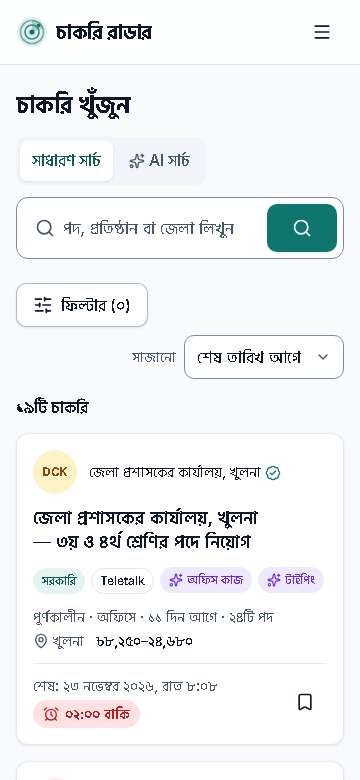 চাকরি রাডার
চাকরি খুঁজুন
সাধারণ সার্চ
AI সার্চ
পদ, প্রতিষ্ঠান বা জেলা লিখুন
ফিল্টার (০)
সাজানো
শেষ তারিখ আগে
১৯টি চাকরি
DCK
জেলা প্রশাসকের কার্যালয়, খুলনা
জেলা প্রশাসকের কার্যালয়, খুলনা
— ৩য় ও ৪র্থ শ্রেণির পদে নিয়োগ
সরকারি
Teletalk
অফিস কাজ
টাইপিং
পূর্ণকালীন · অফিসে · ১১ দিন আগে · ২৪টি পদ
খুলনা ৳৮,২৫০–২৪,৬৮০
শেষ: ২৩ নভেম্বর ২০২৬, রাত ৮:০৮
০২:০০ বাকি